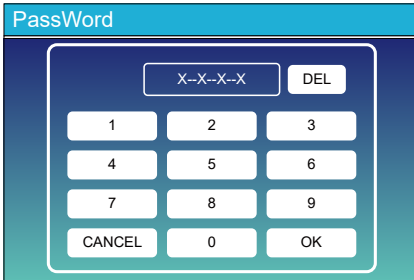 PassWord
X--X--X--X DEL
1 2 3
4 5 6
7 8 9
CANCEL 0 OK